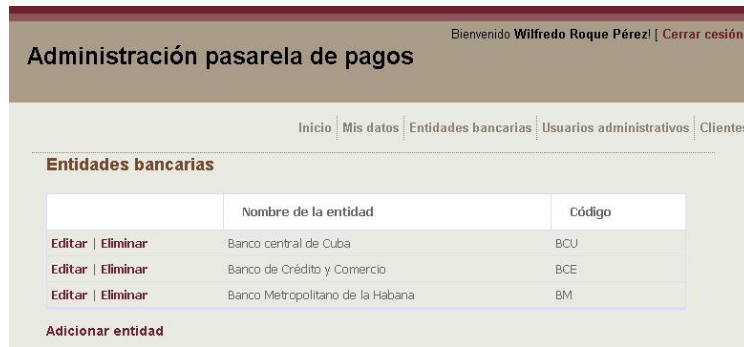 Bienvenido Wilfredo Roque Pérez! [ Cerrar cesión
Administración pasarela de pagos
Inicio Mis datos Entidades bancarias Usuarios administrativos Clientes
Entidades bancarias
Nombre de la entidad Código
Editar | Eliminar Banco central de Cuba BCU
Editar | Eliminar Banco de Crédito y Comercio BCE
Editar | Eliminar Banco Metropolitano de la Habana BM
Adicionar entidad